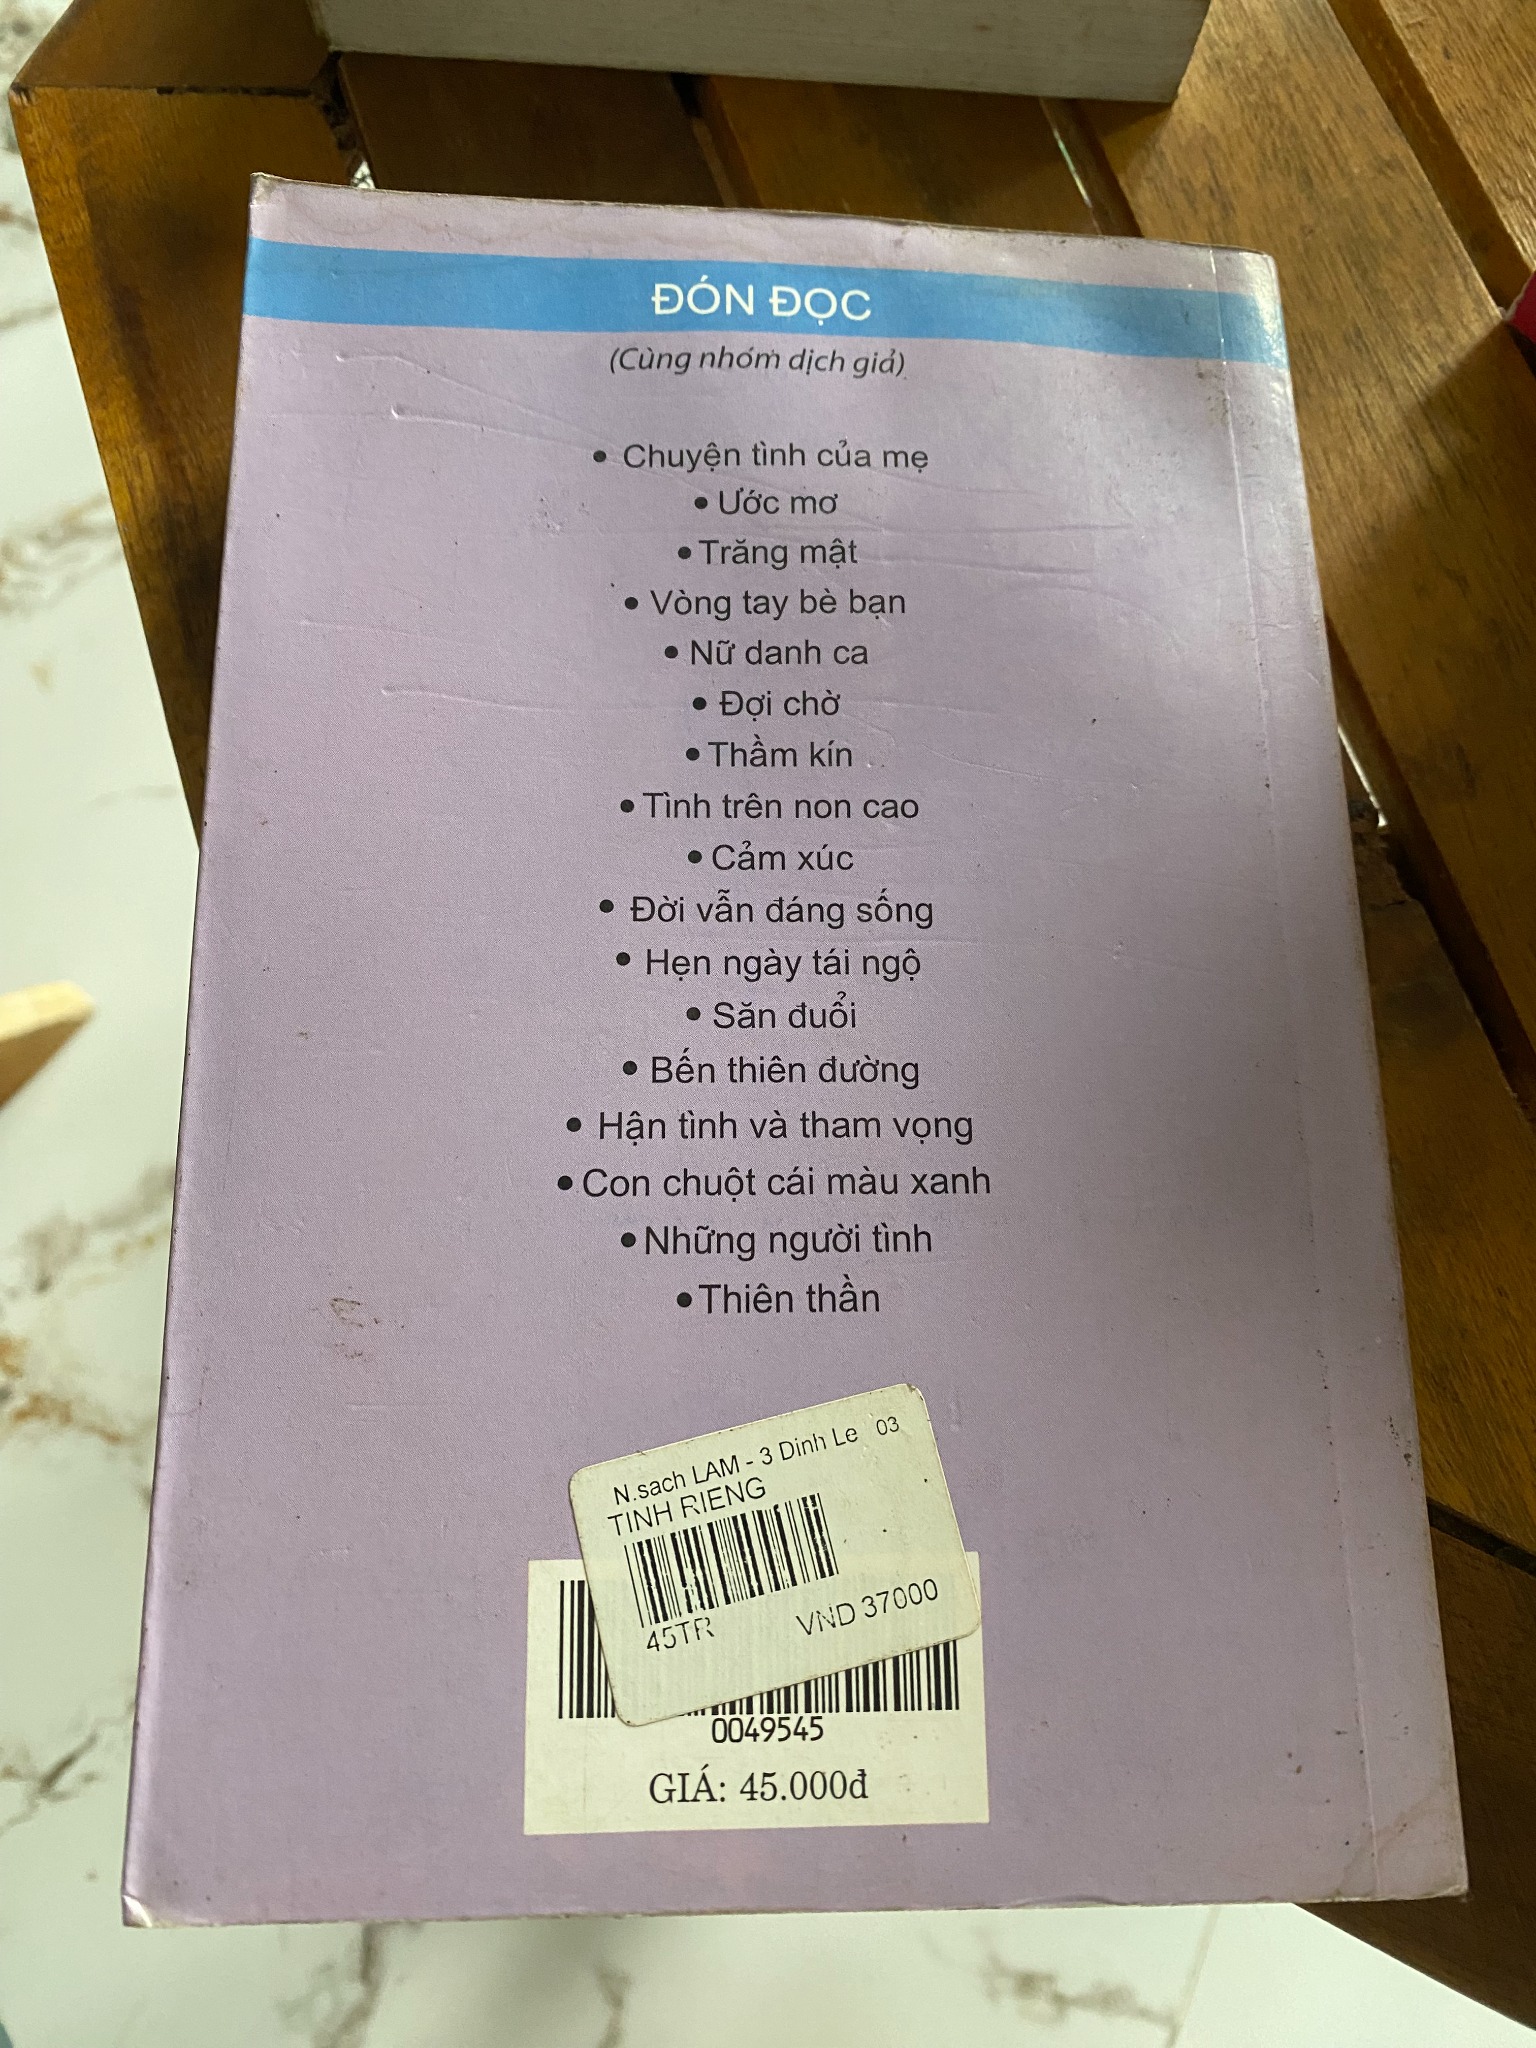 ĐÓN ĐỌC
(Cùng nhóm dịch giả)
• Chuyện tình của mẹ
• Ước mơ
• Trăng mật
• Vòng tay bè bạn
• Nữ danh ca
• Đợi chờ
• Thầm kín
• Tình trên non cao
• Cảm xúc
• Đời vẫn đáng sống
• Hẹn ngày tái ngộ
• Săn đuổi
• Bến thiên đường
• Hận tình và tham vọng
• Con chuột cái màu xanh
• Những người tình
• Thiên thần
N.sach LAM - 3 Dinh Le 03
TINH RIENG
45TR VND 37000
0049545
GIÁ: 45.000đ